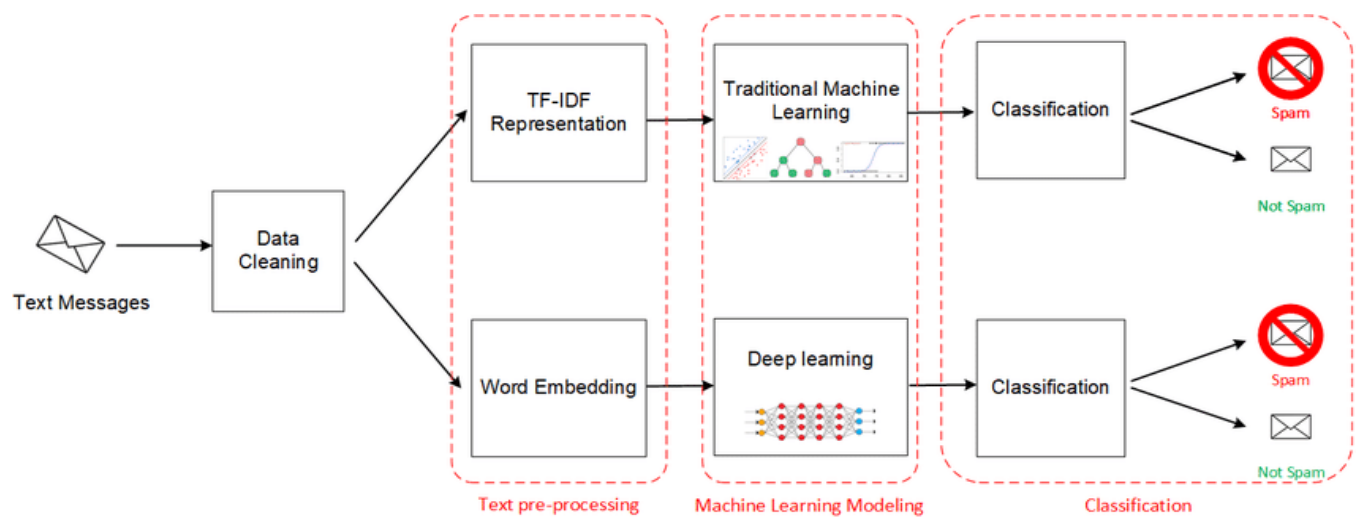 Text Messages
Data
Cleaning
TF-IDF
Representation
Traditional Machine
Learning
Classification
Spam
Not Spam
Word Embedding
Deep learning
Classification
Spam
Not Spam
Text pre-processing
Machine Learning Modeling
Classification